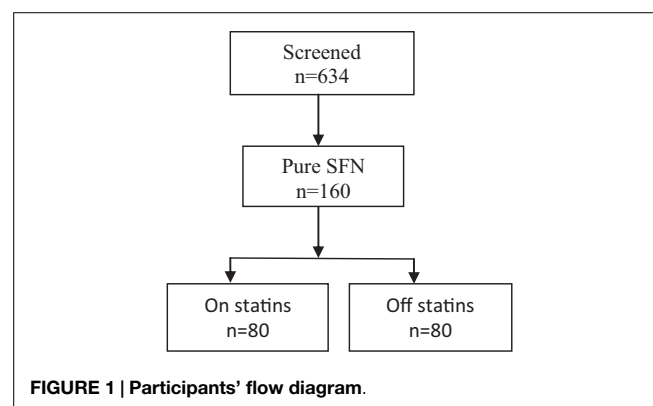 Screened
n=634
Pure SFN
n=160
On statins
n=80
Off statins
n=80
FIGURE 1 | Participants' flow diagram.